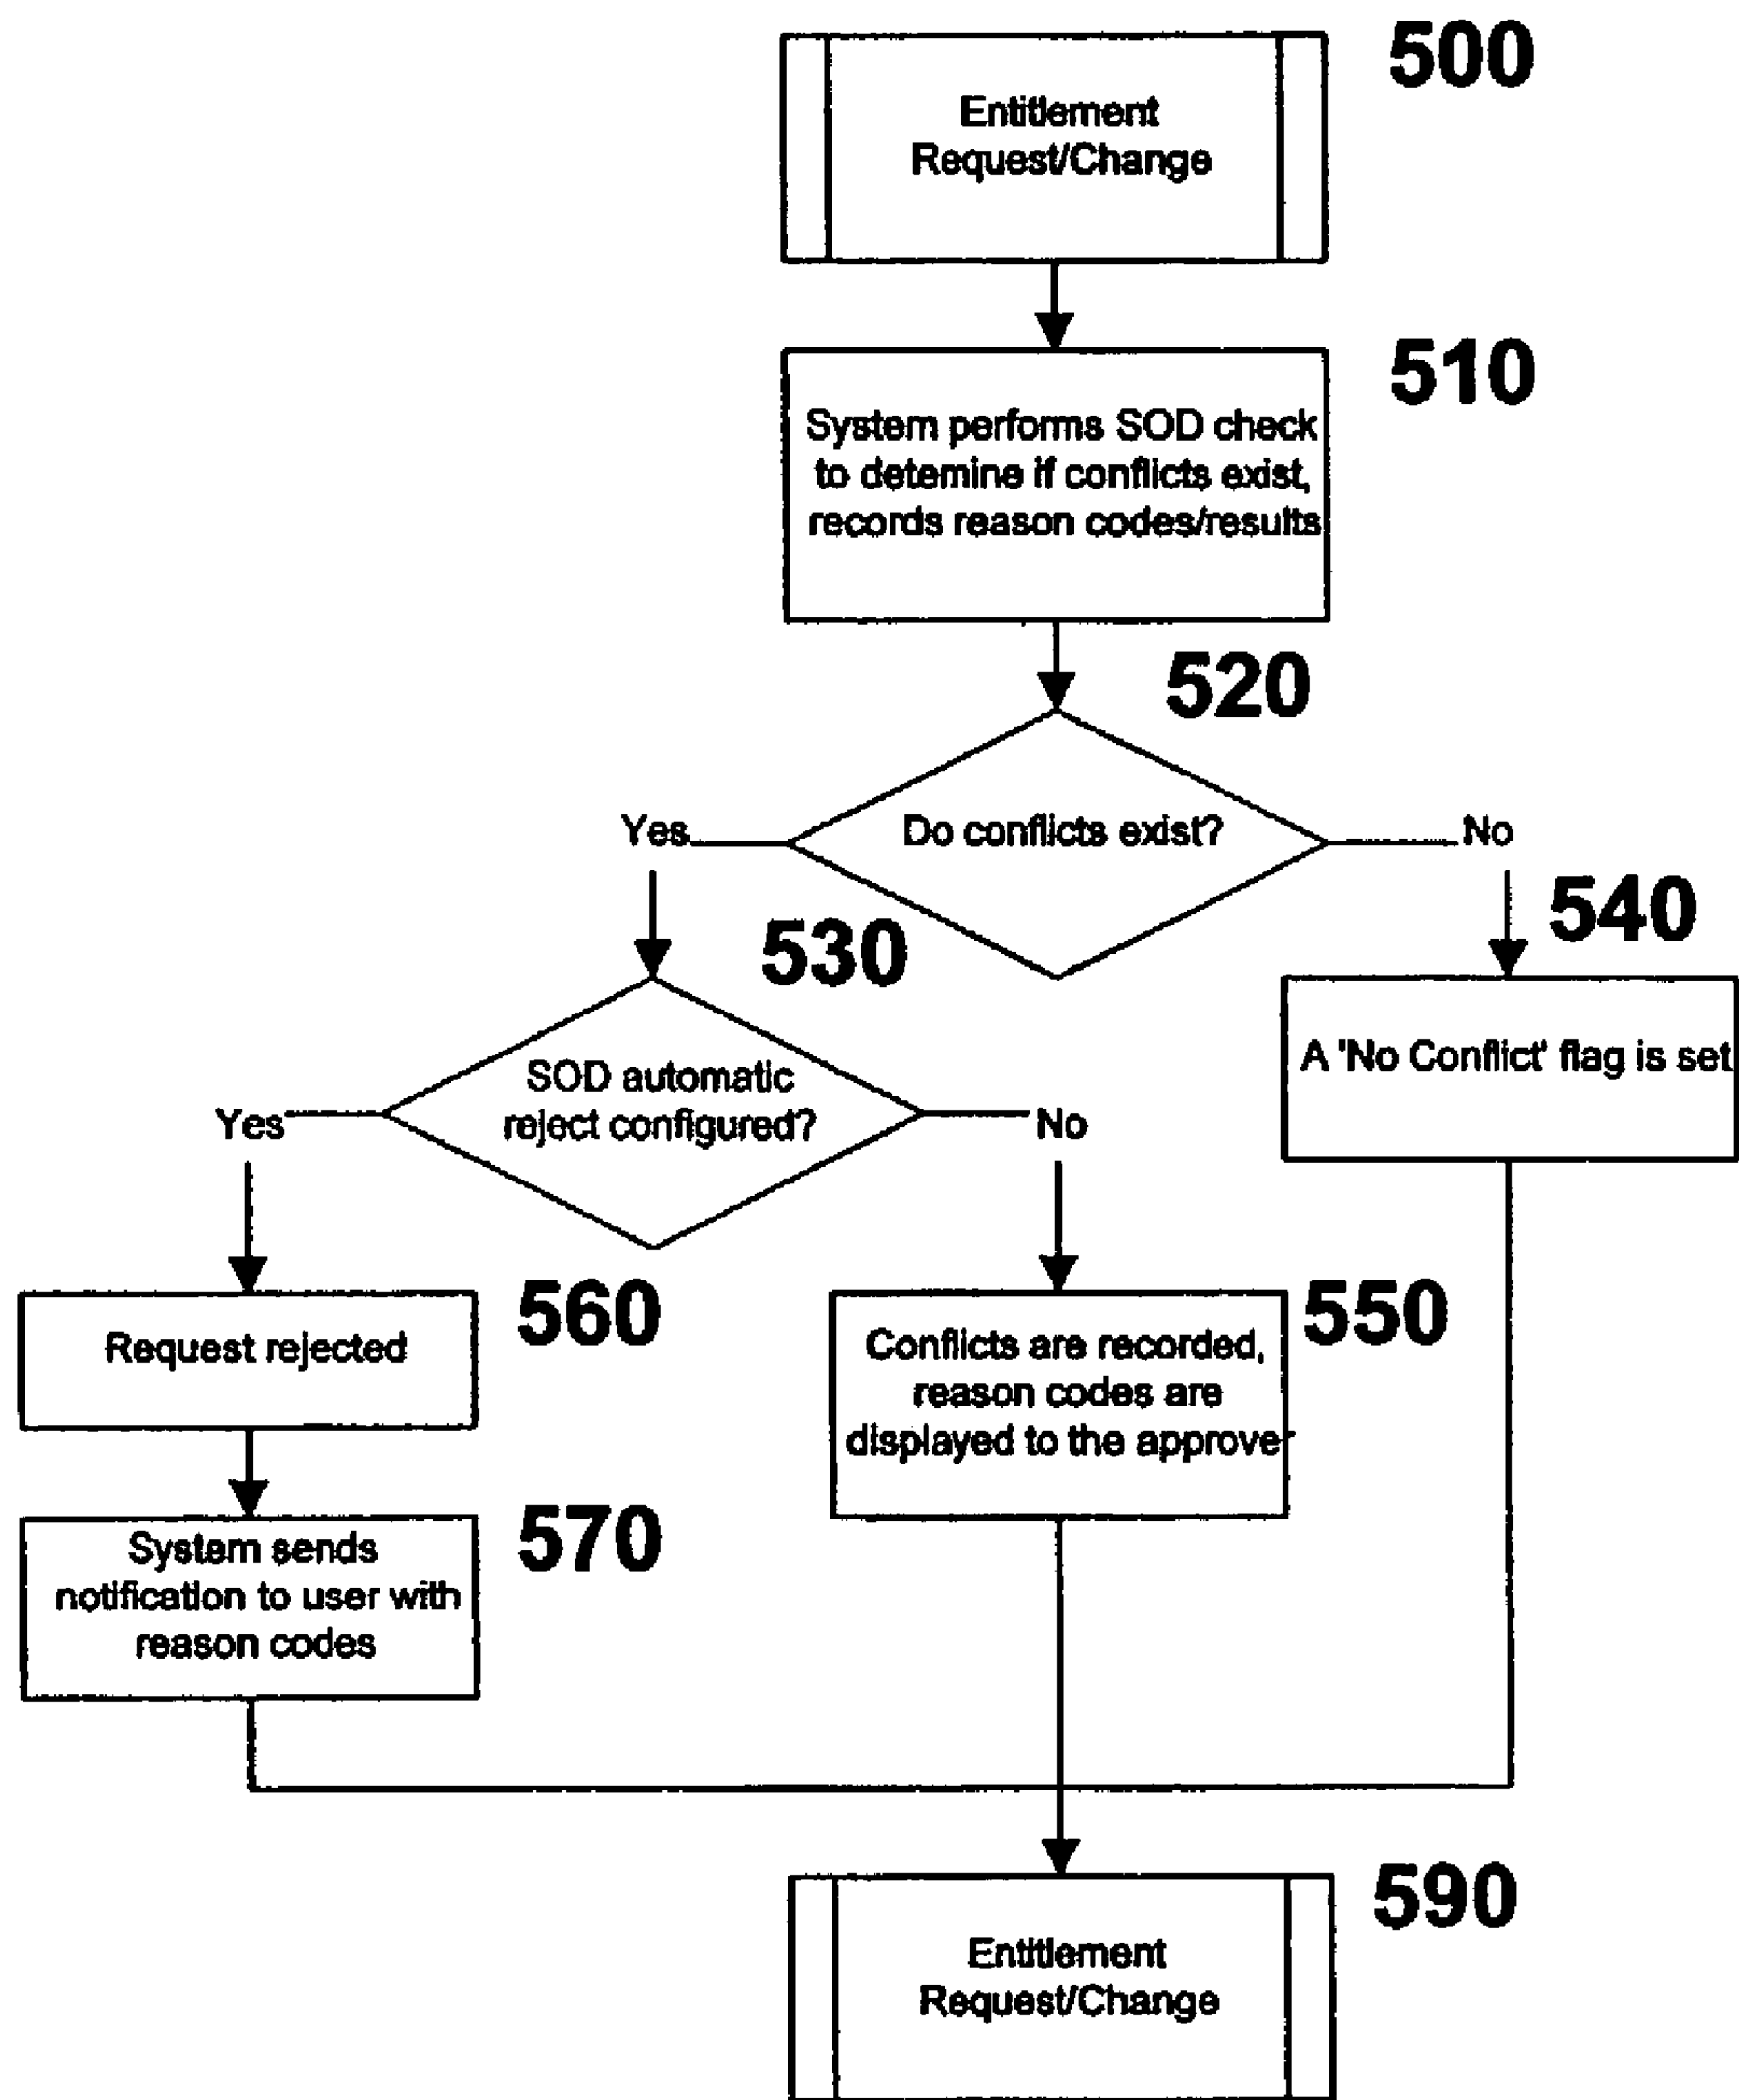 500
Entitlement
Request/Change
510
System performs SOD check
to detemine if conflicts exist,
records reason codes/results
520
Do conflicts exist?
Yes
No
530
540
SOD automatic
reject configured?
A 'No Conflict' flag is set
Yes
No
560
Request rejected
550
Conflicts are recorded,
reason codes are
displayed to the approver
570
System sends
notification to user with
reason codes
590
Entitlement
Request/Change